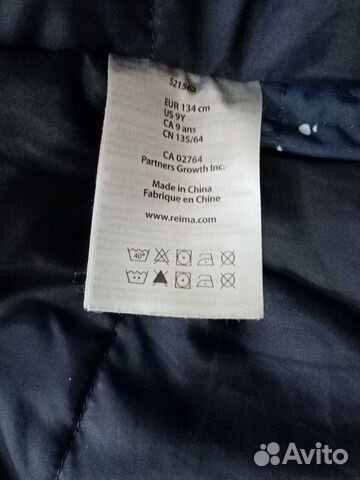 521562
EUR 134 cm
US 9Y
CA 9 ans
CN 135/64
CA 02764
Partners Growth Inc.
Made in China
Fabrique en Chine
www.reima.com
40°
Avito